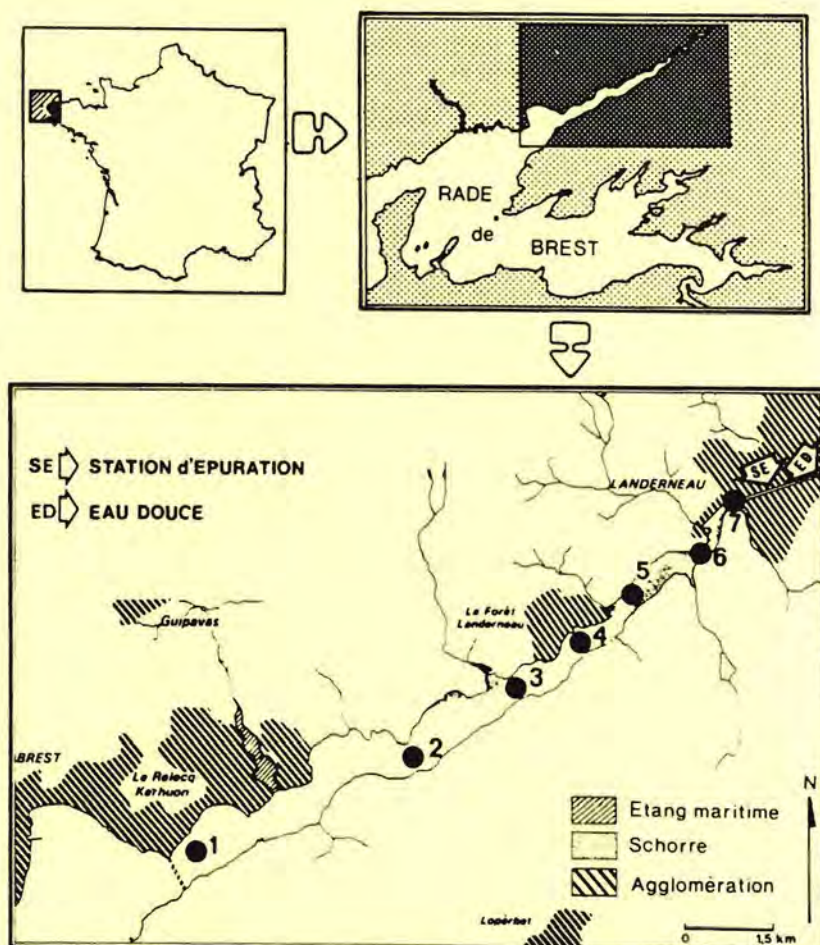 RADE
de
BREST
SE STATION d'EPURATION
ED EAU DOUCE
LANDERNEAU
SE
ED
7
6
5
La Forêt
Landerneau
4
Guipavas
3
2
BREST
Le Relecq
Kerhuon
1
N
Etang maritime
Schorre
Agglomération
Loperhet
0 1,5 km